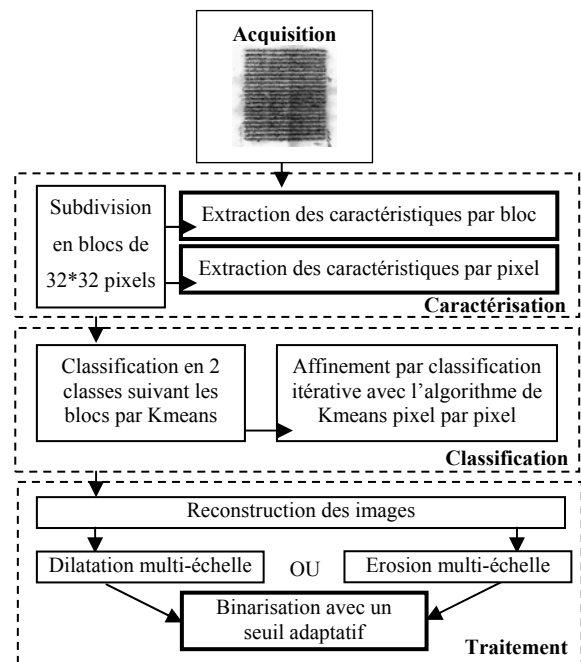 Acquisition
Subdivision
en blocs de
32*32 pixels
Extraction des caractéristiques par bloc
Extraction des caractéristiques par pixel
Caractérisation
Classification en 2
classes suivant les
blocs par Kmeans
Affinement par classification
itérative avec l’algorithme de
Kmeans pixel par pixel
Classification
Reconstruction des images
Dilatation multi-échelle
OU
Erosion multi-échelle
Binarisation avec un
seuil adaptatif
Traitement